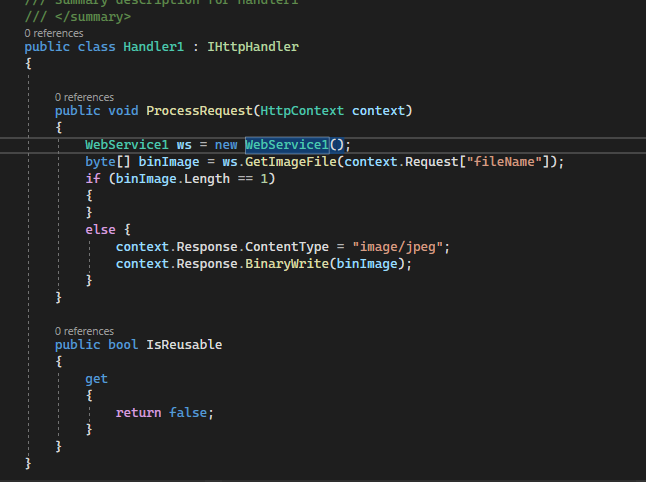 /// Summary description for Handler1
/// </summary>
0 references
public class Handler1 : IHttpHandler
{
0 references
public void ProcessRequest(HttpContext context)
{
WebService1 ws = new WebService1();
byte[] binImage = ws.GetImageFile(context.Request["fileName"]);
if (binImage.Length == 1)
{
}
else {
context.Response.ContentType = "image/jpeg";
context.Response.BinaryWrite(binImage);
}
}
0 references
public bool IsReusable
{
get
{
return false;
}
}
}